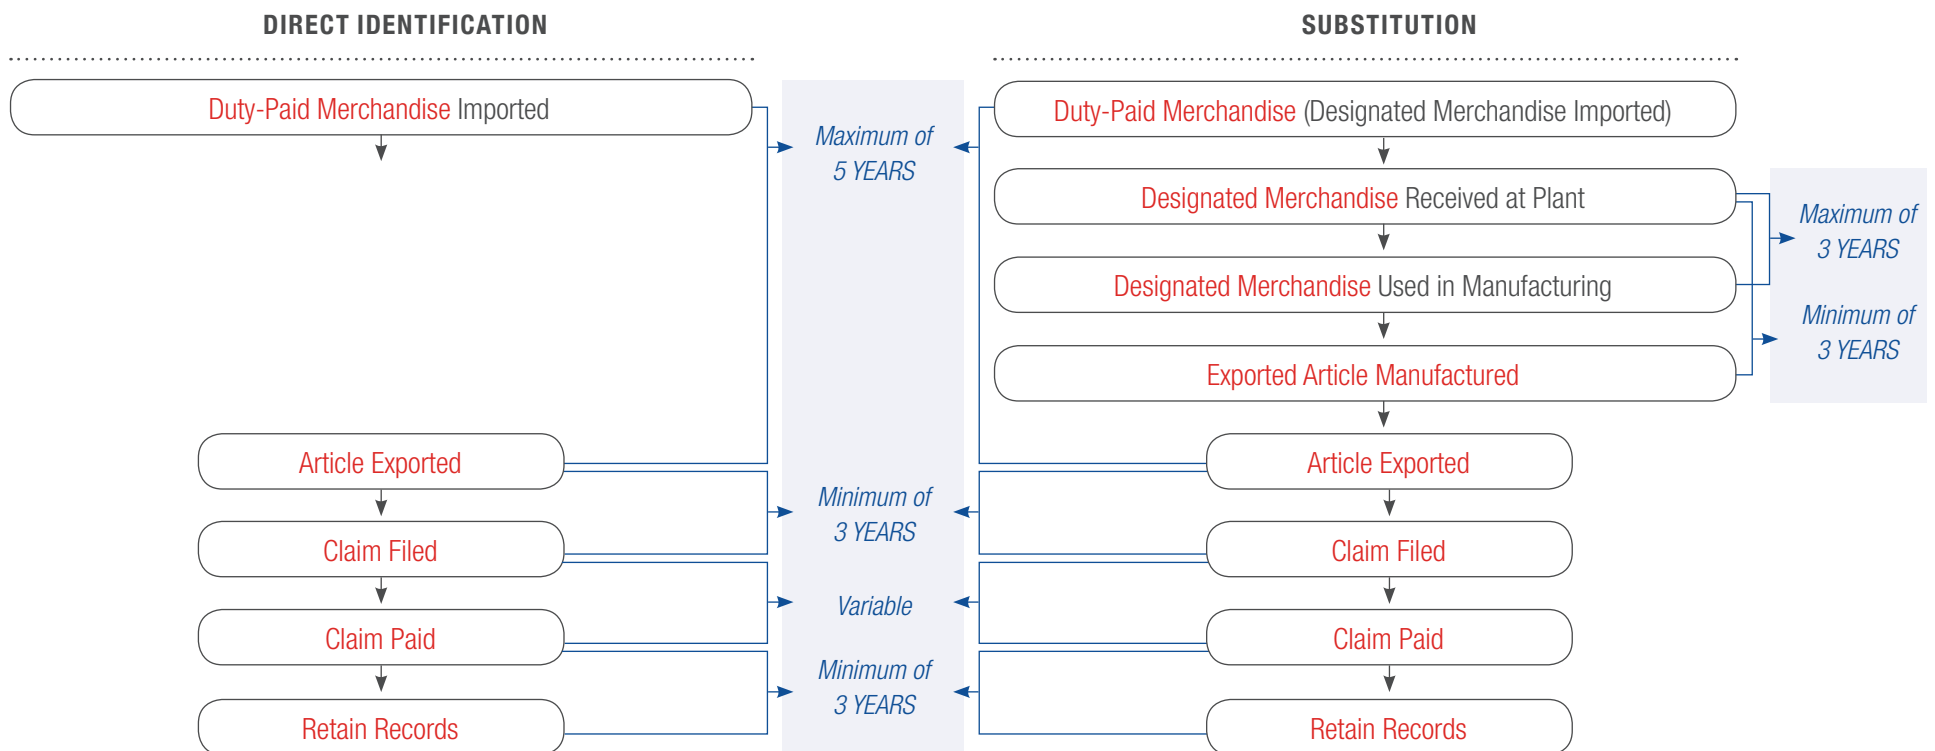 DIRECT IDENTIFICATION
Duty-Paid Merchandise Imported
Article Exported
Claim Filed
Claim Paid
Retain Records
Maximum of
5 YEARS
Minimum of
3 YEARS
Variable
Minimum of
3 YEARS
SUBSTITUTION
Duty-Paid Merchandise (Designated Merchandise Imported)
Designated Merchandise Received at Plant
Designated Merchandise Used in Manufacturing
Exported Article Manufactured
Article Exported
Claim Filed
Claim Paid
Retain Records
Maximum of
3 YEARS
Minimum of
3 YEARS